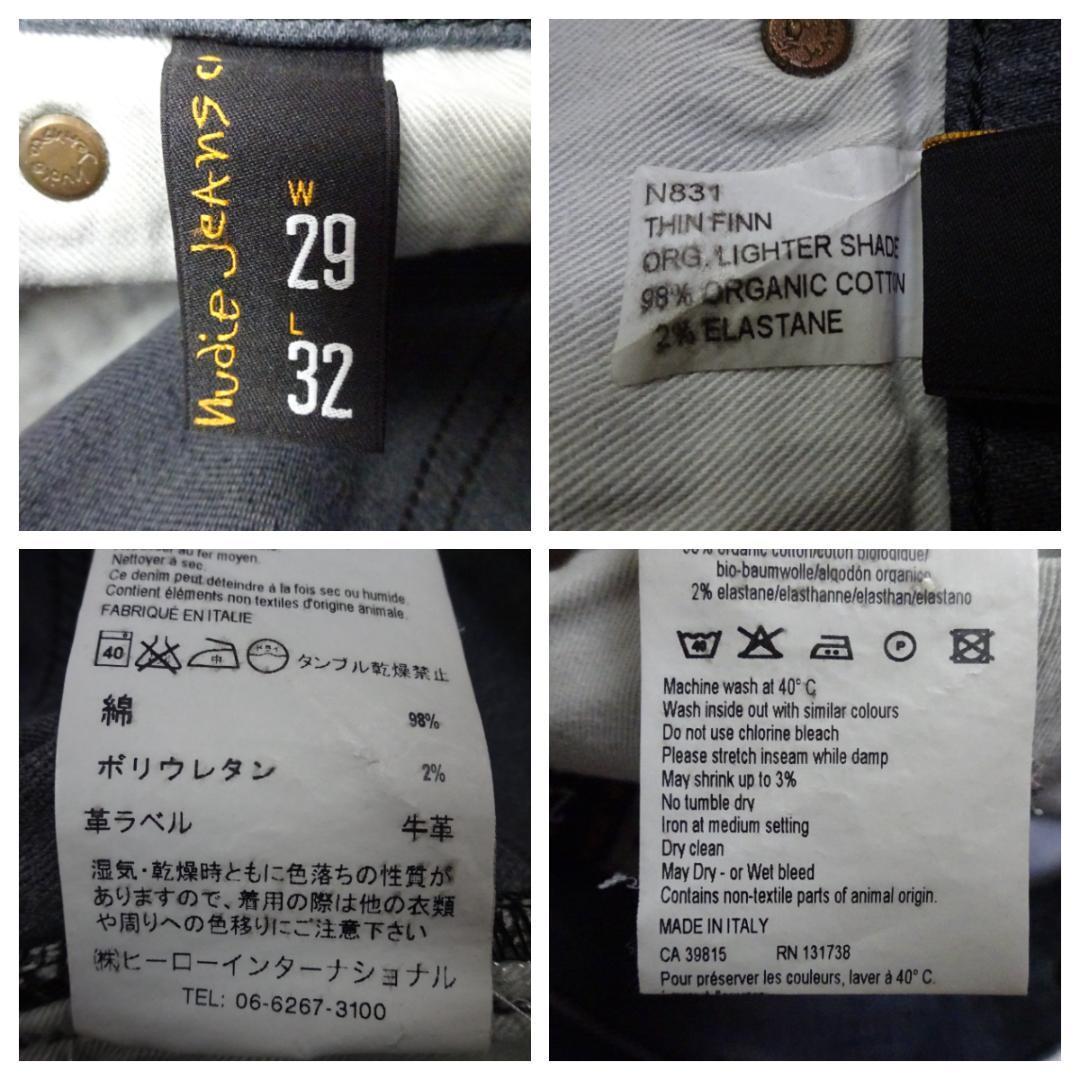 Nudie Jeans
W
29
L
32
N831
THIN FINN
ORG. LIGHTER SHADE
98% ORGANIC COTTON
2% ELASTANE
au fer moyen.
Nettoyer à sec.
Ce denim peut déteindre à la fois sec ou humide.
Contient éléments non textiles d'origine animale.
FABRIQUÉ EN ITALIE
40 中 タンブル乾燥禁止
綿 98%
ポリウレタン 2%
革ラベル 牛革
湿気・乾燥時ともに色落ちの性質が
ありますので、着用の際は他の衣類
や周りへの色移りにご注意下さい
㈱ヒーローインターナショナル
TEL: 06-6267-3100
98% organic cotton/coton biologique/
bio-baumwolle/algodón organico
2% elastane/elasthanne/elasthan/elastano
40 P
Machine wash at 40° C
Wash inside out with similar colours
Do not use chlorine bleach
Please stretch inseam while damp
May shrink up to 3%
No tumble dry
Iron at medium setting
Dry clean
May Dry - or Wet bleed
Contains non-textile parts of animal origin.
MADE IN ITALY
CA 39815 RN 131738
Pour préserver les couleurs, laver à 40° C.